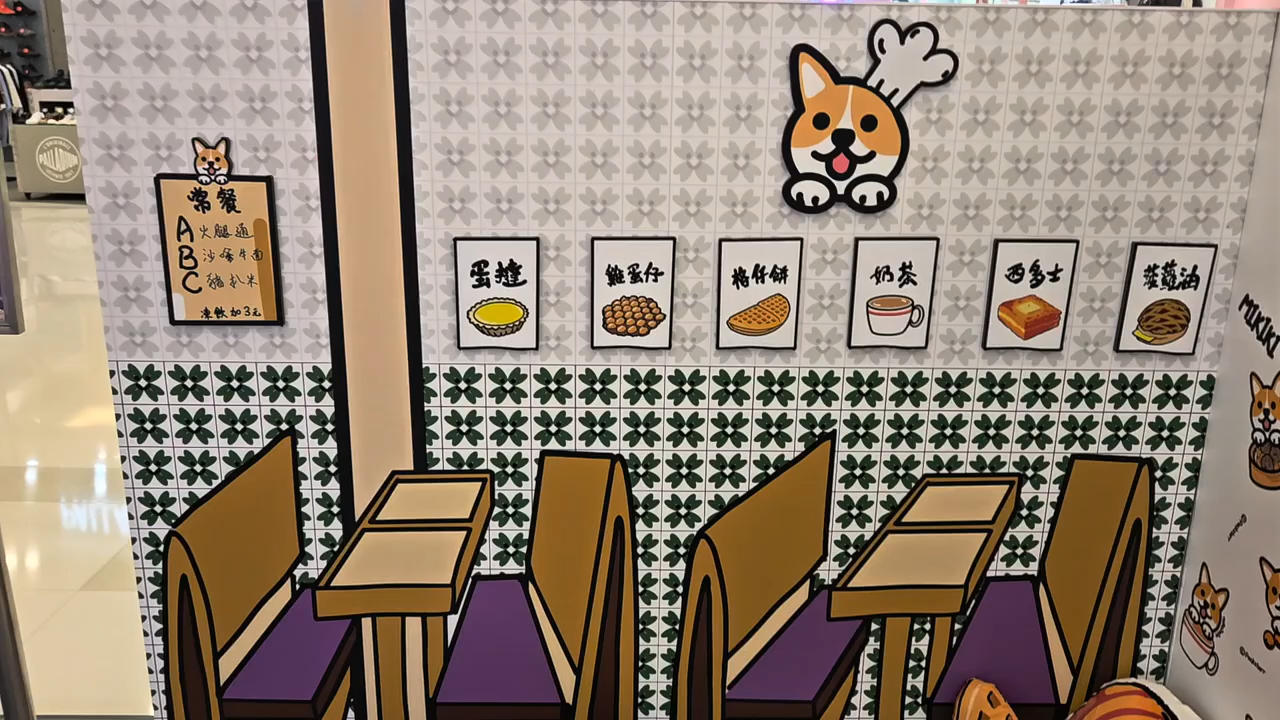 常餐
A 火腿通
B 沙嗲牛面
C 豬扒米
凍飲加3元
蛋撻
雞蛋仔
格仔餅
奶茶
西多士
菠蘿油
MIKIKI
PALLADIUM